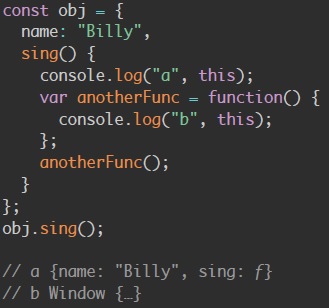 const obj = {
  name: "Billy",
  sing() {
    console.log("a", this);
    var anotherFunc = function() {
      console.log("b", this);
    };
    anotherFunc();
  }
};
obj.sing();

// a {name: "Billy", sing: ƒ}
// b Window {…}